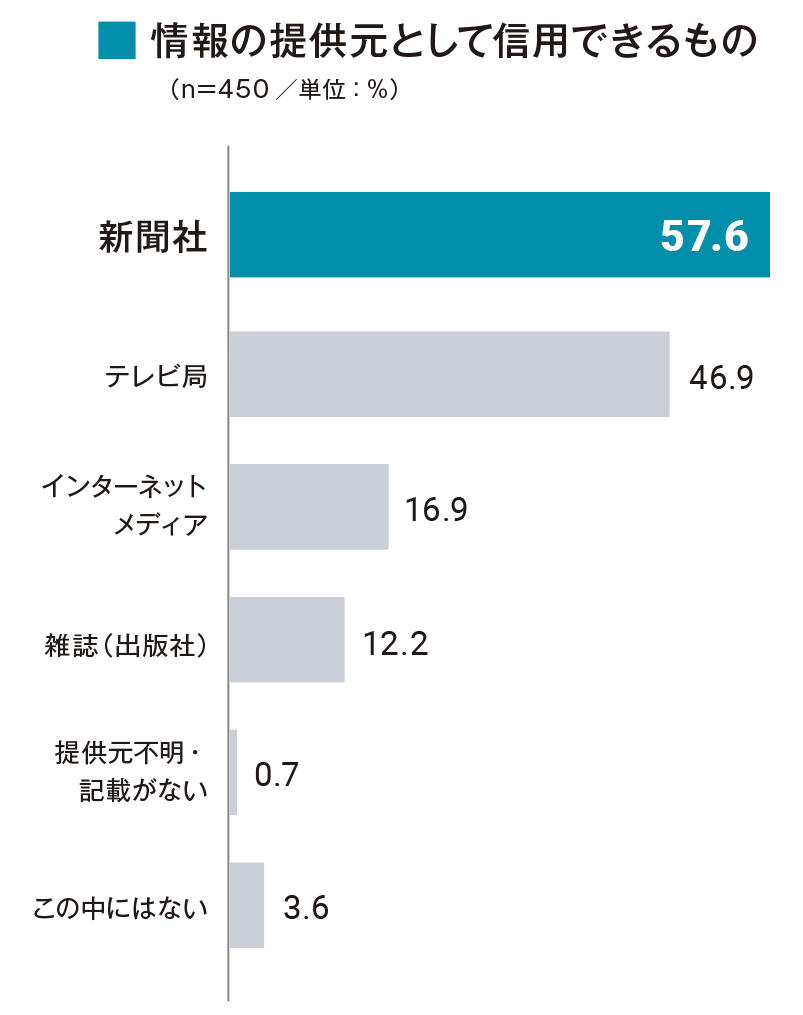 情報の提供元として信用できるもの
（n＝450／単位：%）
新聞社
57.6
テレビ局
46.9
インターネット
メディア
16.9
雑誌（出版社）
12.2
提供元不明・
記載がない
0.7
この中にはない
3.6